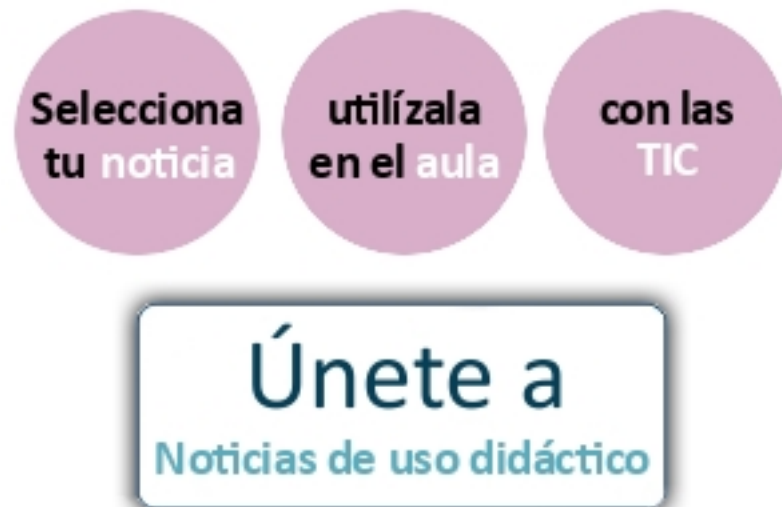 Selecciona
tu noticia
utilízala
en el aula
con las
TIC
Únete a
Noticias de uso didáctico